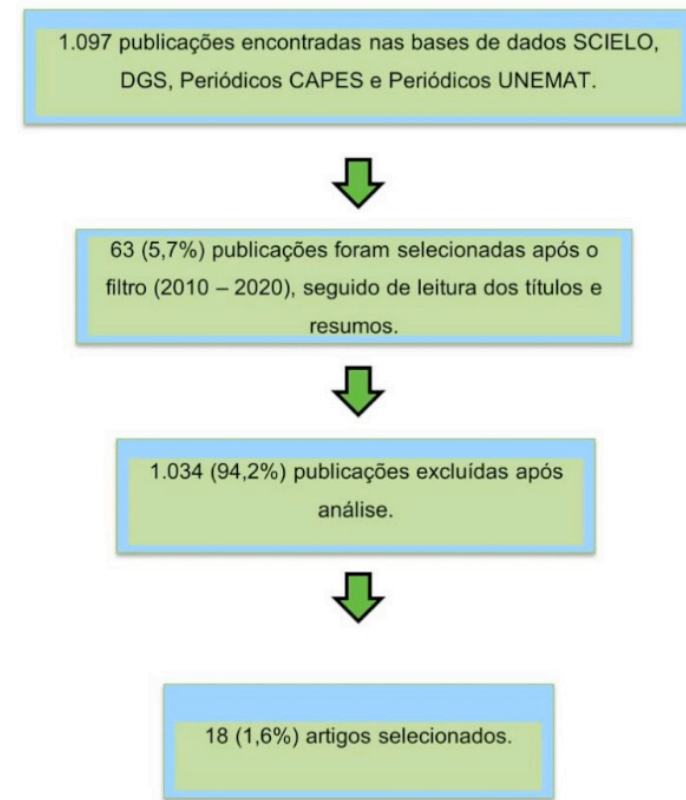 1.097 publicações encontradas nas bases de dados SCIELO,
DGS, Periódicos CAPES e Periódicos UNEMAT.
63 (5,7%) publicações foram selecionadas após o
filtro (2010 – 2020), seguido de leitura dos títulos e
resumos.
1.034 (94,2%) publicações excluídas após
análise.
18 (1,6%) artigos selecionados.